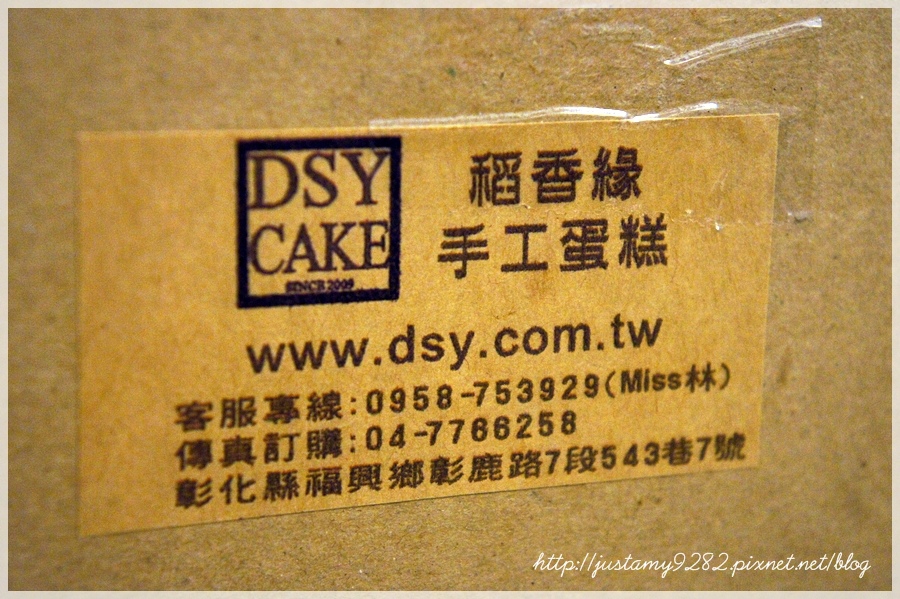 DSY
CAKE
SINCE 2009
稻香緣
手工蛋糕
www.dsy.com.tw
客服專線:0958-753929(Miss林)
傳真訂購:04-7766258
彰化縣福興鄉彰鹿路7段543巷7號
http://justamy9282.pixnet.net/blog